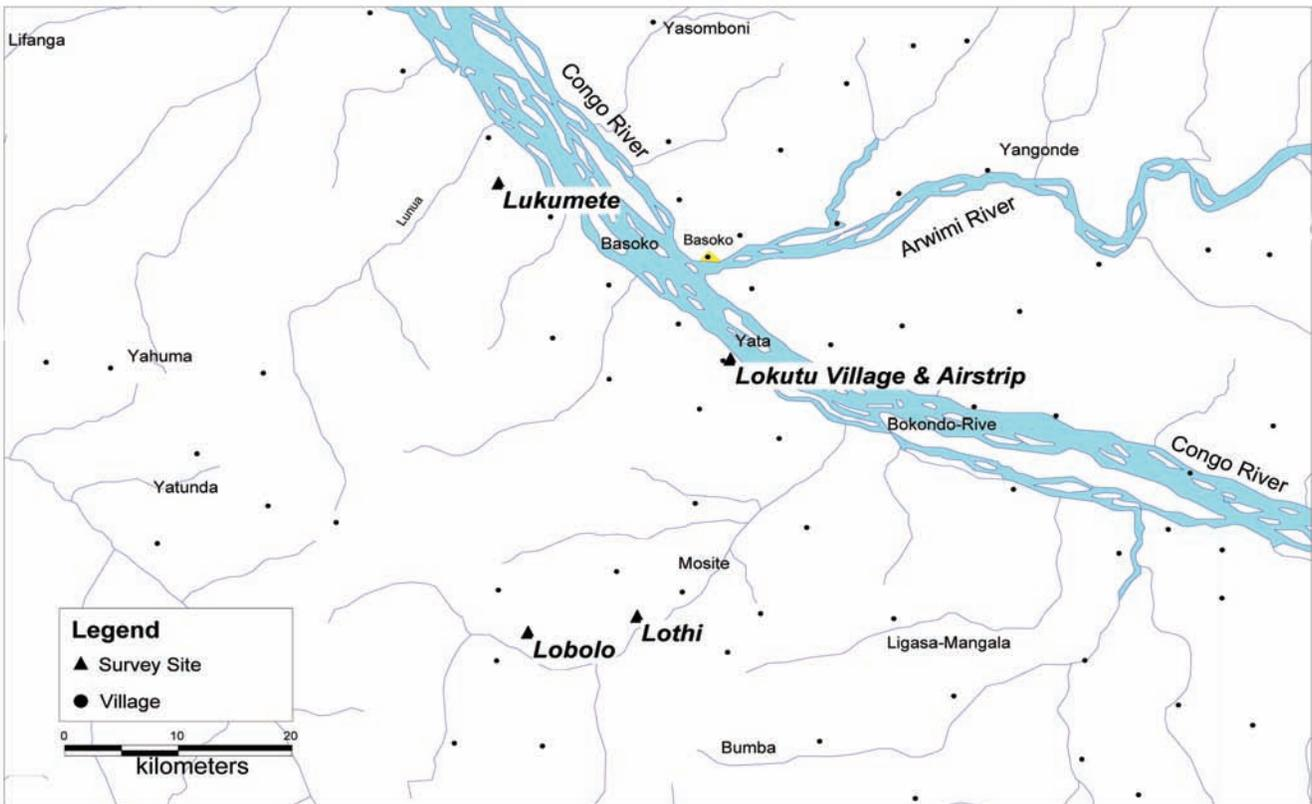 Lifanga
Yasomboni
Congo River
Yangonde
Lukumete
Lunua
Arwimi River
Basoko
Basoko
Yata
Yahuma
Lokutu Village & Airstrip
Bokondo-Rive
Congo River
Yatunda
Mosite
Legend
Survey Site
Village
Lothi
Lobolo
Ligasa-Mangala
0 10 20
kilometers
Bumba